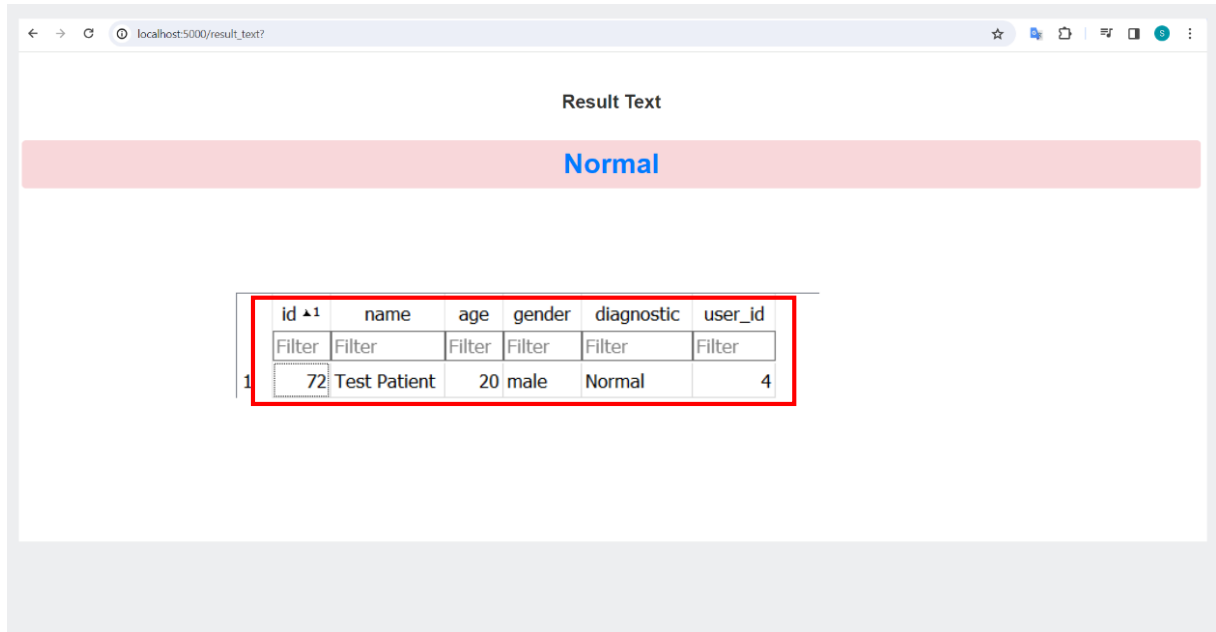 localhost:5000/result_text?
S
Result Text
Normal
id ▲1 name age gender diagnostic user_id
Filter Filter Filter Filter Filter Filter
1 72 Test Patient 20 male Normal 4